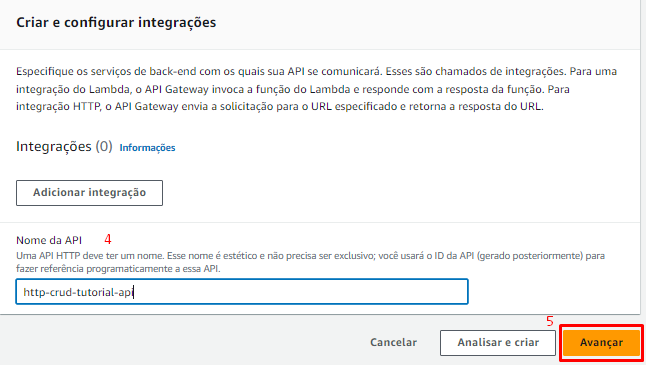 Criar e configurar integrações
Especifique os serviços de back-end com os quais sua API se comunicará. Esses são chamados de integrações. Para uma
integração do Lambda, o API Gateway invoca a função do Lambda e responde com a resposta da função. Para
integração HTTP, o API Gateway envia a solicitação para o URL especificado e retorna a resposta do URL.
Integrações (0) Informações
Adicionar integração
Nome da API 4
Uma API HTTP deve ter um nome. Esse nome é estético e não precisa ser exclusivo; você usará o ID da API (gerado posteriormente) para
fazer referência programaticamente a essa API.
http-crud-tutorial-api
5
Cancelar Analisar e criar Avançar